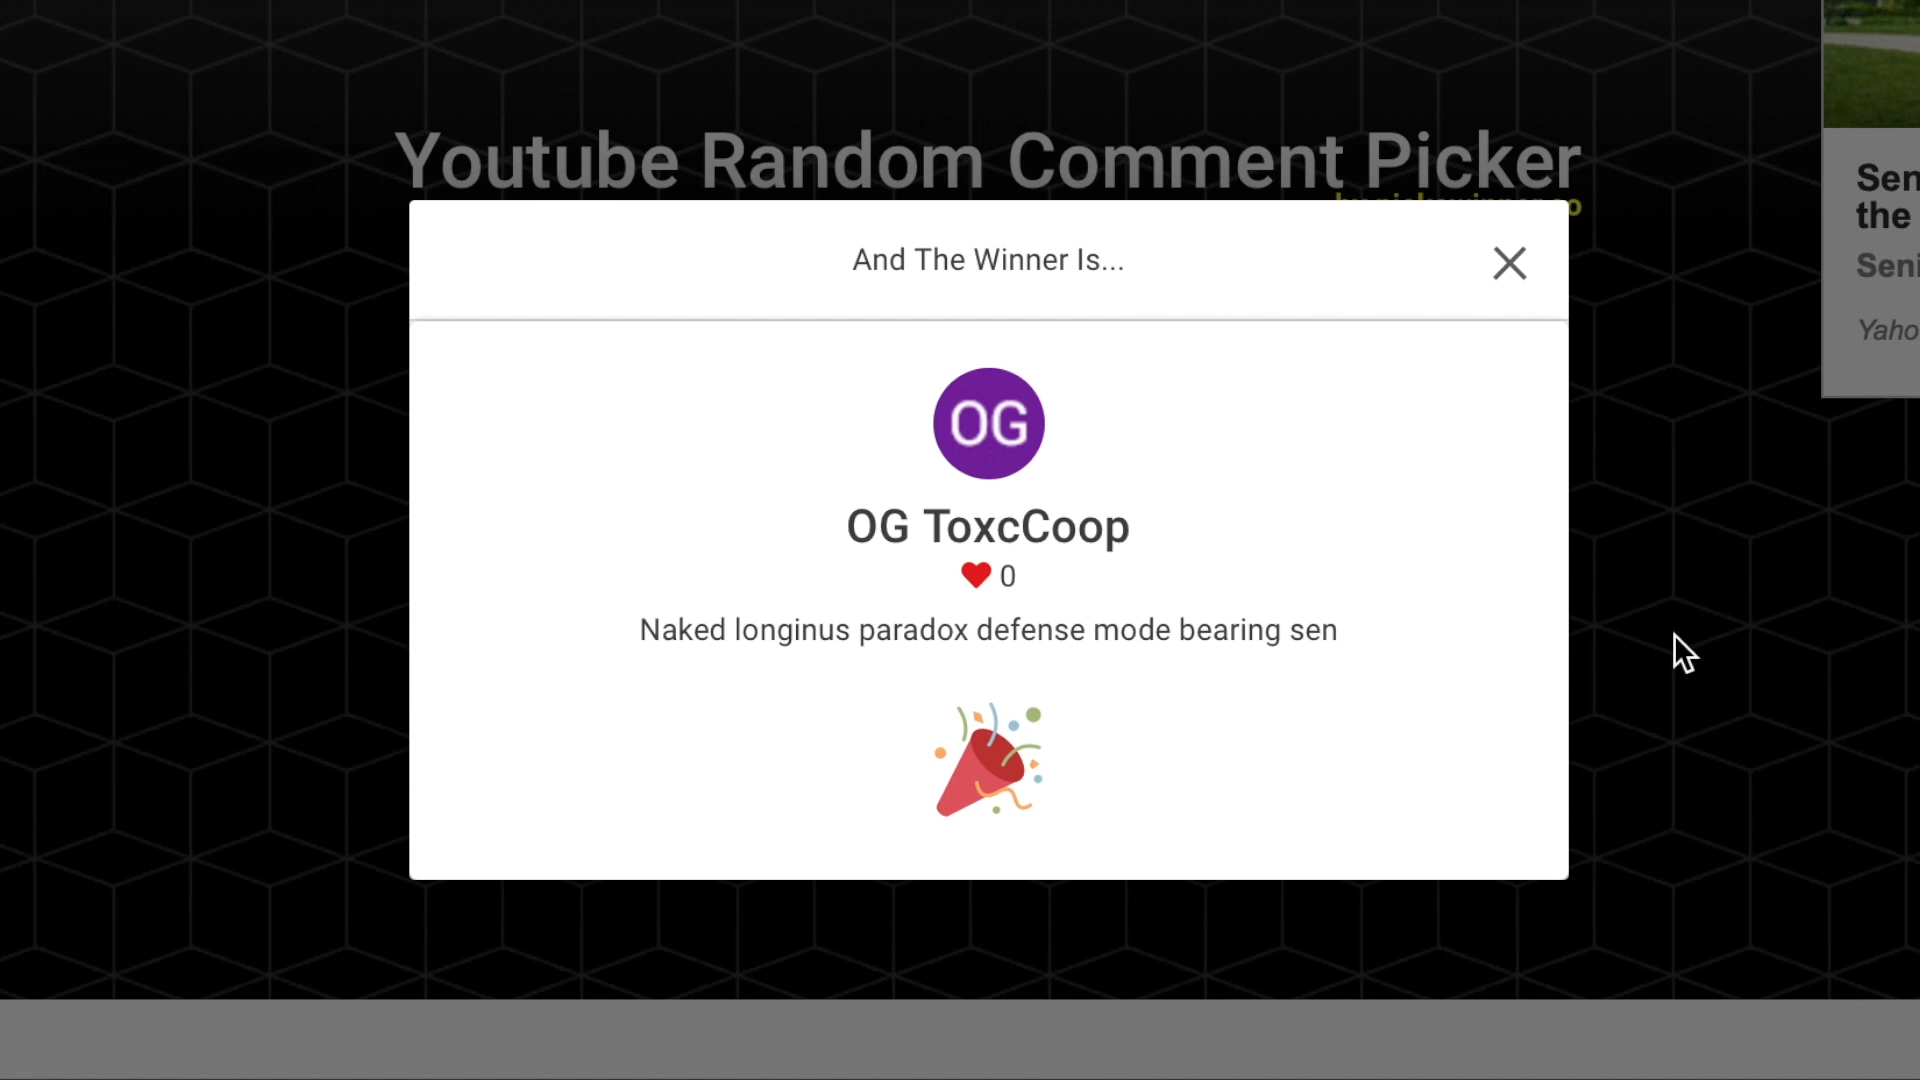 Youtube Random Comment Picker
And The Winner Is...
OG
OG ToxcCoop
0
Naked longinus paradox defense mode bearing sen
Sen
the
Seni
Yaho